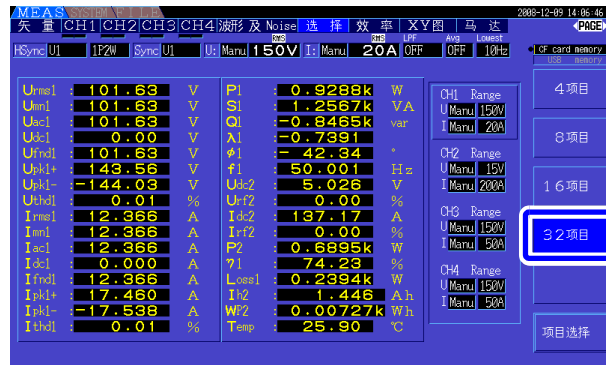 MEAS SYSTEM FILE 2008-12-09 14:06:46
矢 量 CH1 CH2 CH3 CH4 波形 及 Noise 选 择 效 率 XY图 马 达 PAGE
RMS RMS LPF Avg Lowest
HSync U1 1P2W Sync U1 U: Manu 150V I: Manu 20A OFF OFF 10Hz CF card memory
USB memory
Urms1 : 101.63 V P1 : 0.9288k W CH1 Range 4项目
Umn1 : 101.63 V S1 : 1.2567k VA U Manu 150V
Uac1 : 101.63 V Q1 :-0.8465k var I Manu 20A
Udc1 : 0.00 V λ1 :-0.7391 8项目
Ufnd1 : 101.63 V φ1 :- 42.34 ° CH2 Range
Upk1+ : 143.56 V f1 : 50.001 Hz U Manu 15V
Upk1- :-144.03 V Udc2 : 5.026 V I Manu 200A 16项目
Uthd1 : 0.01 % Urf2 : 0.00 %
Irms1 : 12.366 A Idc2 : 137.17 A CH3 Range
Imn1 : 12.366 A Irf2 : 0.00 % U Manu 150V 32项目
Iac1 : 12.366 A P2 : 0.6895k W I Manu 50A
Idc1 : 0.000 A η1 : 74.23 %
Ifnd1 : 12.366 A Loss1 : 0.2394k W CH4 Range
Ipk1+ : 17.460 A Ih2 : 1.446 Ah U Manu 150V
Ipk1- :-17.538 A WP2 : 0.00727k Wh I Manu 50A
Ithd1 : 0.01 % Temp : 25.90 ℃ 项目选择